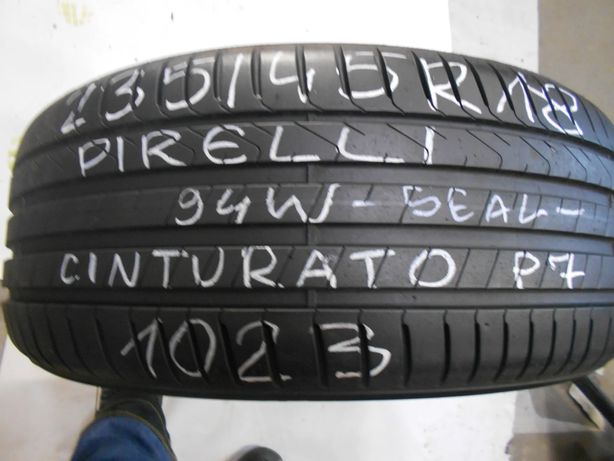 235/45R18
PIRELLI
94W - SEAL -
CINTURATO P7
1023